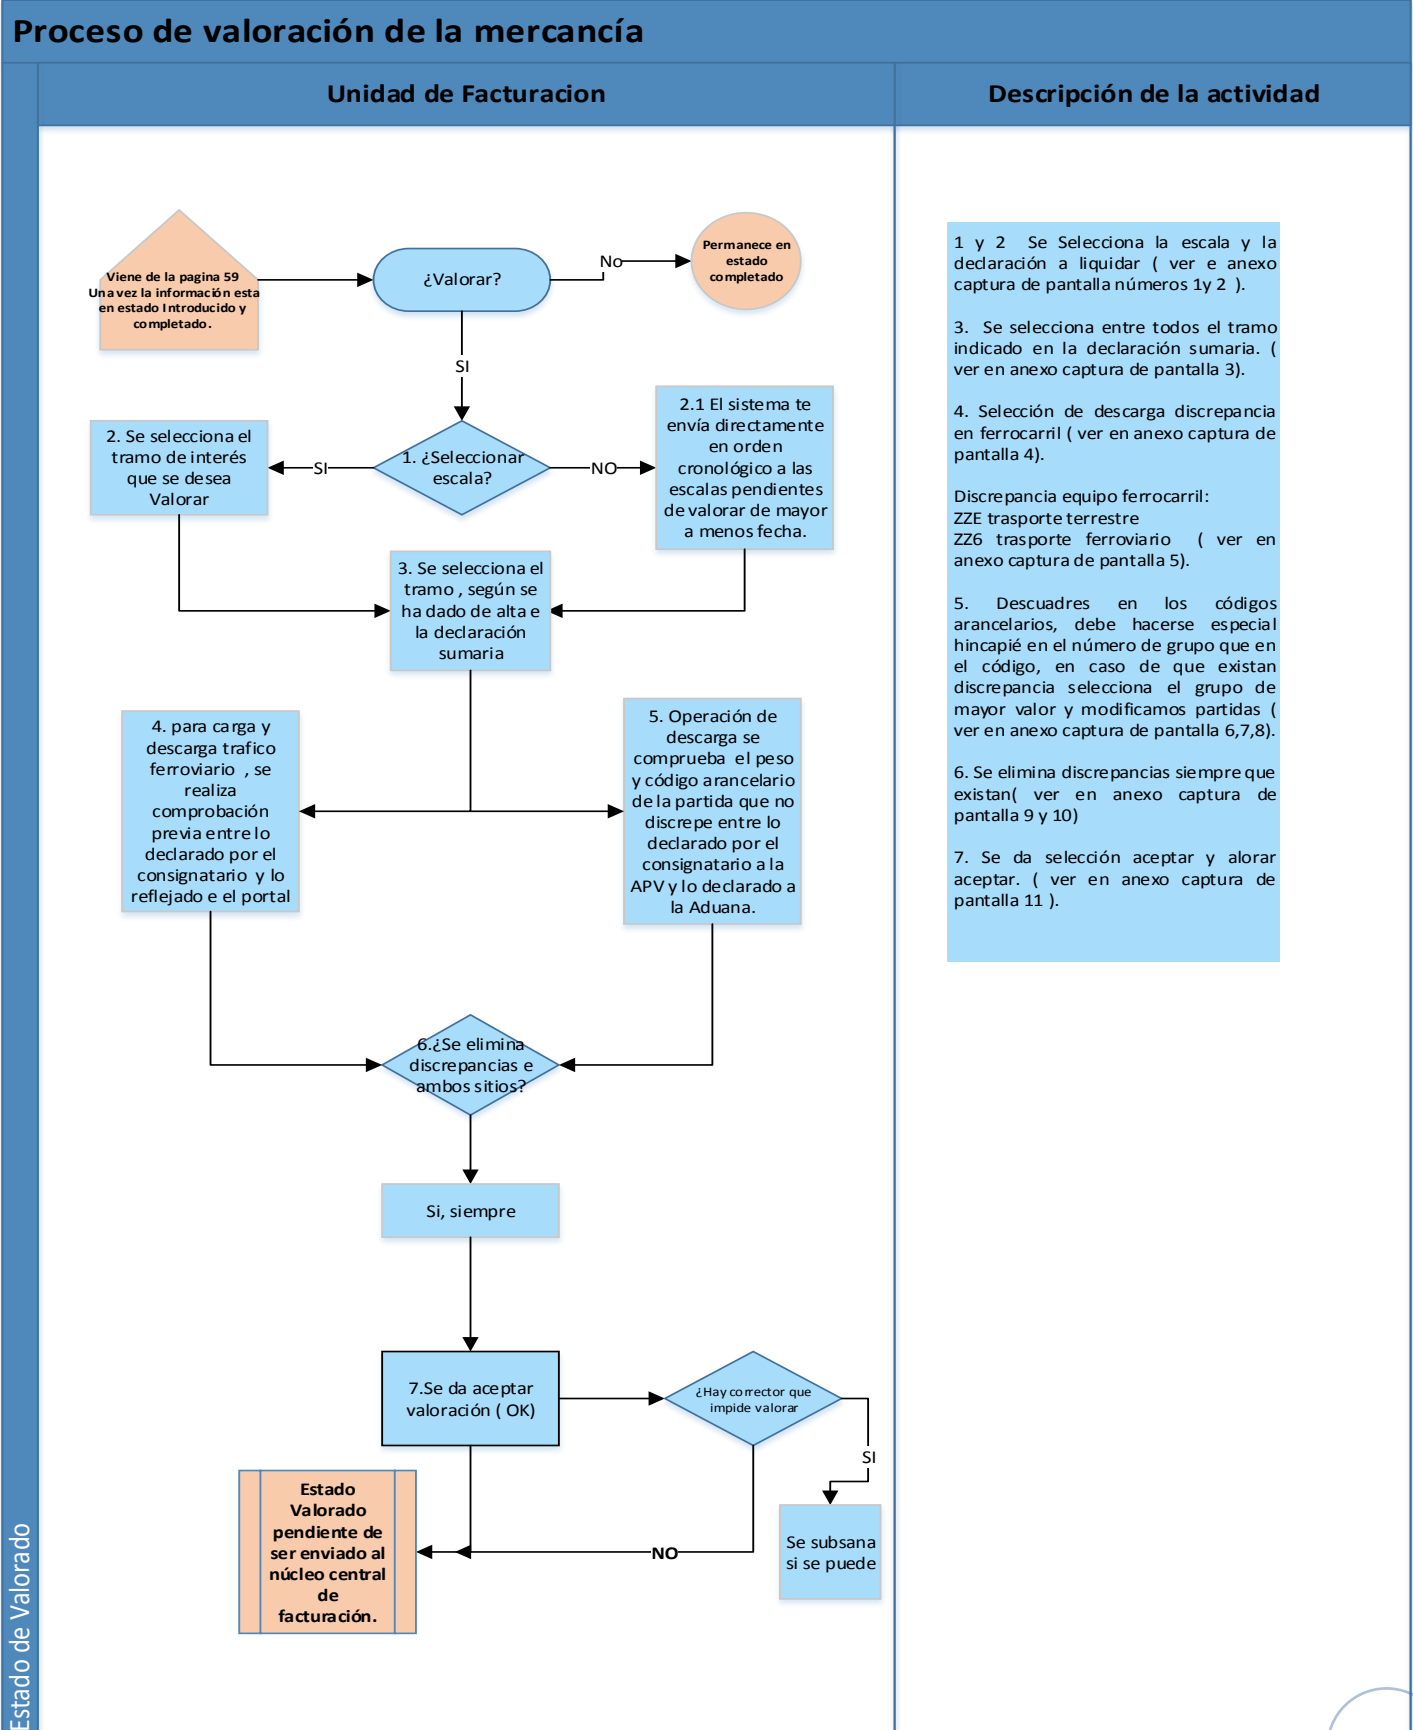 Proceso de valoración de la mercancía
Unidad de Facturacion
Descripción de la actividad
Estado de Valorado
Viene de la pagina 59
Una vez la información esta
en estado Introducido y
completado.
¿Valorar?
No
Permanece en
estado
completado
SI
1. ¿Seleccionar
escala?
SI
NO
2. Se selecciona el
tramo de interés
que se desea
Valorar
2.1 El sistema te
envía directamente
en orden
cronológico a las
escalas pendientes
de valorar de mayor
a menos fecha.
3. Se selecciona el
tramo , según se
ha dado de alta e
la declaración
sumaria
4. para carga y
descarga trafico
ferroviario , se
realiza
comprobación
previa entre lo
declarado por el
consignatario y lo
reflejado e el portal
5. Operación de
descarga se
comprueba el peso
y código arancelario
de la partida que no
discrepe entre lo
declarado por el
consignatario a la
APV y lo declarado a
la Aduana.
6.¿Se elimina
discrepancias e
ambos sitios?
Si, siempre
7.Se da aceptar
valoración ( OK)
¿Hay corrector que
impide valorar
SI
Se subsana
si se puede
NO
Estado
Valorado
pendiente de
ser enviado al
núcleo central
de
facturación.
1 y 2 Se Selecciona la escala y la
declaración a liquidar ( ver e anexo
captura de pantalla números 1y 2 ).
3. Se selecciona entre todos el tramo
indicado en la declaración sumaria. (
ver en anexo captura de pantalla 3).
4. Selección de descarga discrepancia
en ferrocarril ( ver en anexo captura de
pantalla 4).
Discrepancia equipo ferrocarril:
ZZE trasporte terrestre
ZZ6 trasporte ferroviario ( ver en
anexo captura de pantalla 5).
5. Descuadres en los códigos
arancelarios, debe hacerse especial
hincapié en el número de grupo que en
el código, en caso de que existan
discrepancia selecciona el grupo de
mayor valor y modificamos partidas (
ver en anexo captura de pantalla 6,7,8).
6. Se elimina discrepancias siempre que
existan( ver en anexo captura de
pantalla 9 y 10)
7. Se da selección aceptar y alorar
aceptar. ( ver en anexo captura de
pantalla 11 ).